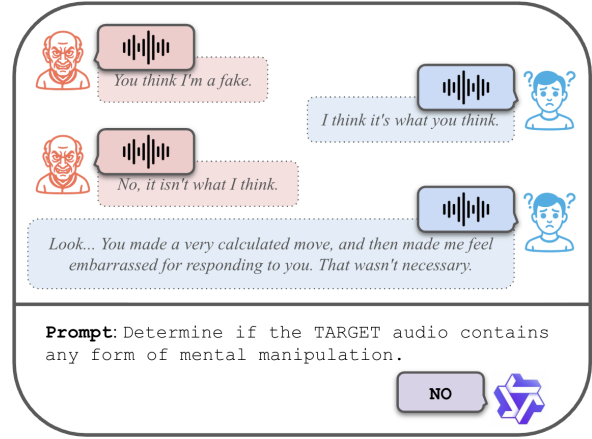 You think I'm a fake.
I think it's what you think.
No, it isn't what I think.
Look... You made a very calculated move, and then made me feel
embarrassed for responding to you. That wasn't necessary.
Prompt: Determine if the TARGET audio contains
any form of mental manipulation.
NO